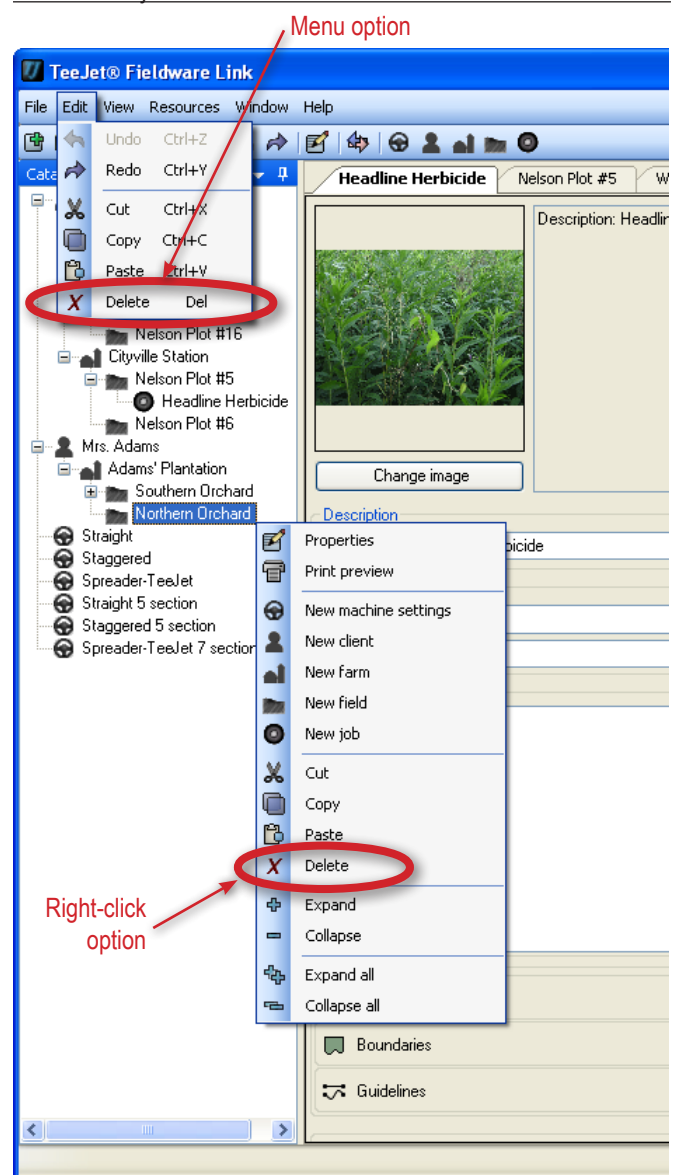 Menu option
TeeJet® Fieldware Link
File Edit View Resources Window Help
Undo Ctrl+Z
Redo Ctrl+Y
Cut Ctrl+X
Copy Ctrl+C
Paste Ctrl+V
Delete Del
Cata
Nelson Plot #16
Cityville Station
Nelson Plot #5
Headline Herbicide
Nelson Plot #6
Mrs. Adams
Adams' Plantation
Southern Orchard
Northern Orchard
Straight
Staggered
Spreader-TeeJet
Straight 5 section
Staggered 5 section
Spreader-TeeJet 7 section
Headline Herbicide Nelson Plot #5 W
Description: Headlin
Change image
Description
bicide
Properties
Print preview
New machine settings
New client
New farm
New field
New job
Cut
Copy
Paste
Delete
Expand
Collapse
Expand all
Collapse all
Right-click
option
Boundaries
Guidelines